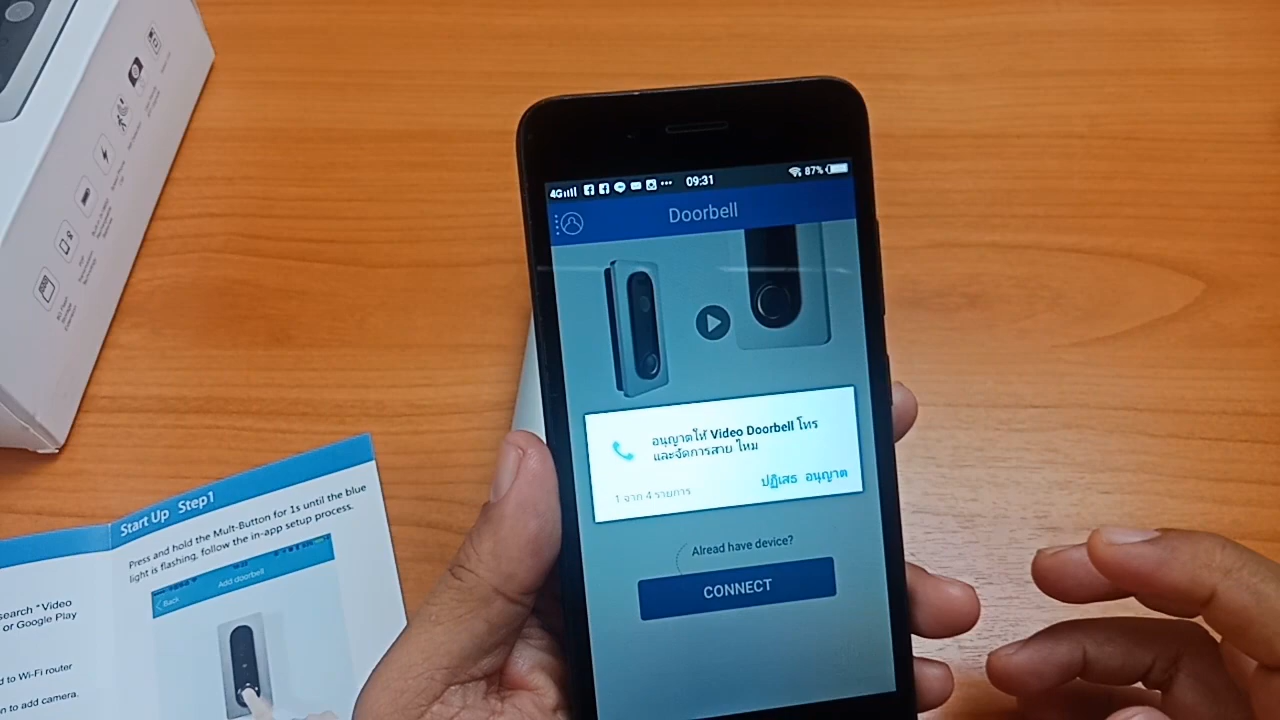 4G
09:31
87%
Doorbell
อนุญาตให้ Video Doorbell โทร
และจัดการสาย ไหม
1 จาก 4 รายการ
ปฏิเสธ อนุญาต
Alread have device?
CONNECT
Start Up Step1
Press and hold the Mult-Button for 1s until the blue
light is flashing, follow the in-app setup process.
Back
Add doorbell
search "Video
or Google Play
to Wi-Fi router
to add camera.